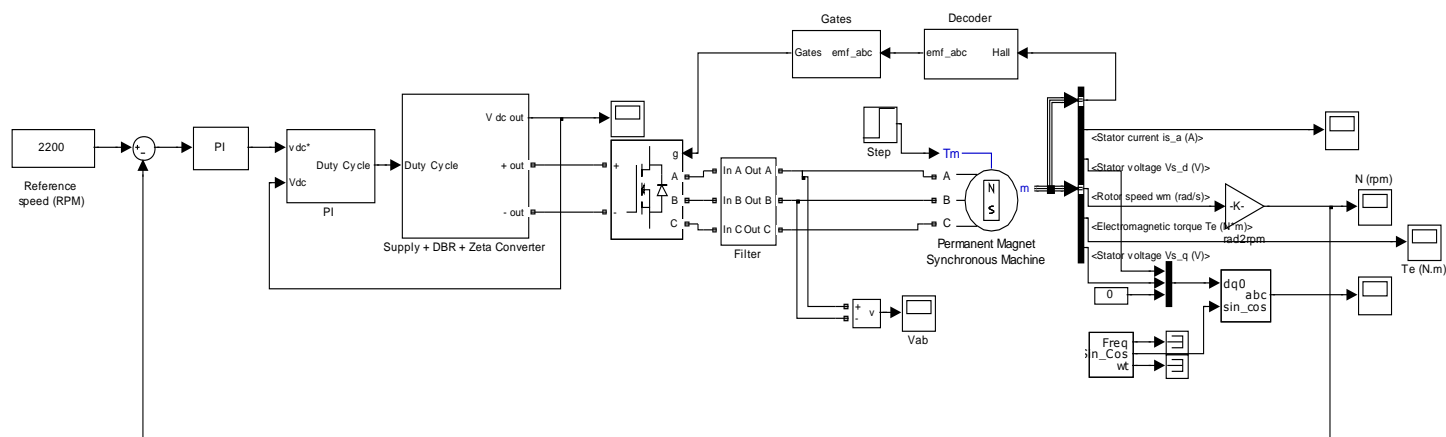 Gates
Decoder
Gates emf_abc
emf_abc Hall
2200
Reference
speed (RPM)
+
-
PI
vdc*
Duty Cycle
Vdc
PI
V dc out
Duty Cycle
+ out
- out
Supply + DBR + Zeta Converter
g
+
-
A
B
C
In A Out A
In B Out B
In C Out C
Filter
Step
Tm
A
B
C
N
S
m
Permanent Magnet
Synchronous Machine
<Stator current is_a (A)>
<Stator voltage Vs_d (V)>
<Rotor speed wm (rad/s)>
<Electromagnetic torque Te (N*m)>
<Stator voltage Vs_q (V)>
-K-
rad2rpm
N (rpm)
Te (N.m)
0
dq0
abc
sin_cos
Freq
Sin_Cos
wt
+
-
v
Vab